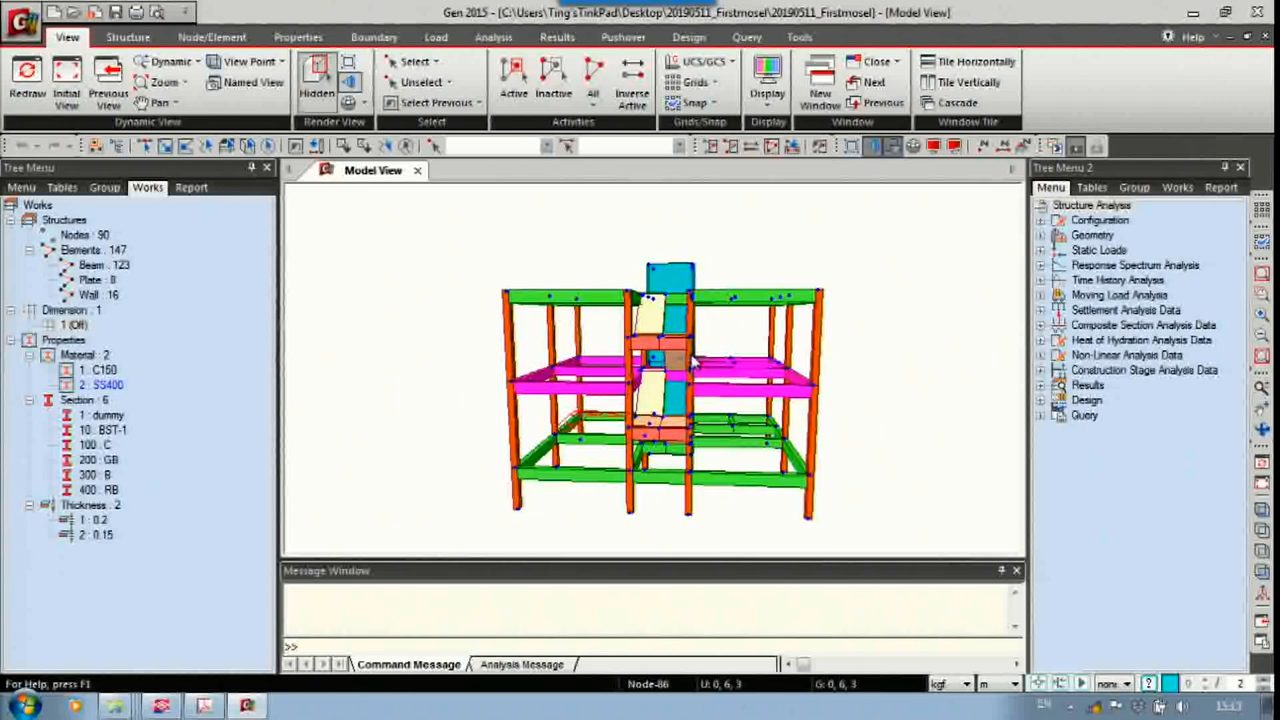 Gen 2015 - [C:\Users\Ting sTinkPad\Desktop\20190511_Firstmosel\20190511_Firstmosel] - [Model View]
View Structure Node/Element Properties Boundary Load Analysis Results Pushover Design Query Tools Help
Redraw
Initial View
Previous View
Dynamic
Zoom
Pan
View Point
Named View
Hidden
Select
Unselect
Select Previous
Active
Inactive
All
Inverse Active
UCS/GCS
Grids
Snap
Display
New Window
Close
Next
Previous
Tile Horizontally
Tile Vertically
Cascade
Dynamic View Render View Select Activities Grids/Snap Display Window Window Tile
Tree Menu
Menu Tables Group Works Report
Works
Structures
Nodes : 90
Elements : 147
Beam : 123
Plate : 8
Wall : 16
Dimension : 1
1 (Off)
Properties
Material : 2
1 : C150
2 : SS400
Section : 6
1 : dummy
10 : BST-1
100 : C
200 : GB
300 : B
400 : RB
Thickness : 2
1 : 0.2
2 : 0.15
Model View
Message Window
>>
Command Message Analysis Message
Tree Menu 2
Menu Tables Group Works Report
Structure Analysis
Configuration
Geometry
Static Loads
Response Spectrum Analysis
Time History Analysis
Moving Load Analysis
Settlement Analysis Data
Composite Section Analysis Data
Heat of Hydration Analysis Data
Non-Linear Analysis Data
Construction Stage Analysis Data
Results
Design
Query
For Help, press F1
Node-86
U: 0, 6, 3
G: 0, 6, 3
kgf
m
none
? 0 / 2
EN
15:13